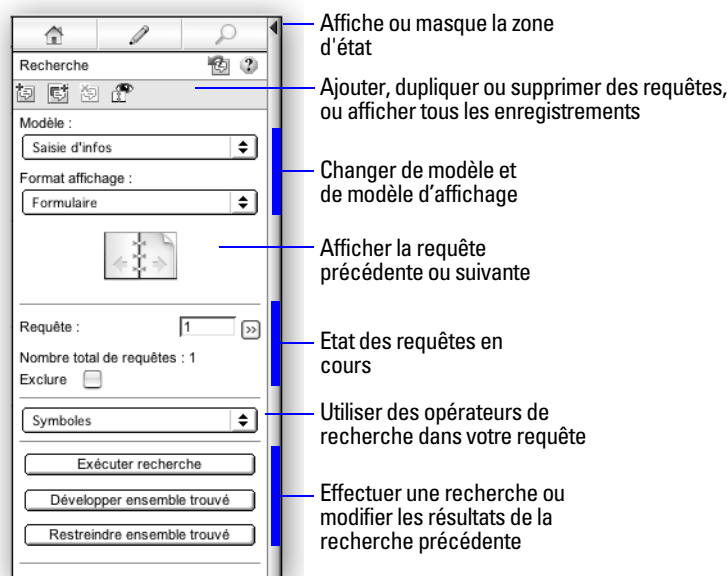 Affiche ou masque la zone
d'état
Recherche
Ajouter, dupliquer ou supprimer des requêtes,
ou afficher tous les enregistrements
Modèle :
Saisie d'infos
Format affichage :
Formulaire
Changer de modèle et
de modèle d’affichage
Afficher la requête
précédente ou suivante
Requête :
1
Nombre total de requêtes : 1
Exclure
Etat des requêtes en
cours
Symboles
Utiliser des opérateurs de
recherche dans votre requête
Exécuter recherche
Développer ensemble trouvé
Restreindre ensemble trouvé
Effectuer une recherche ou
modifier les résultats de la
recherche précédente